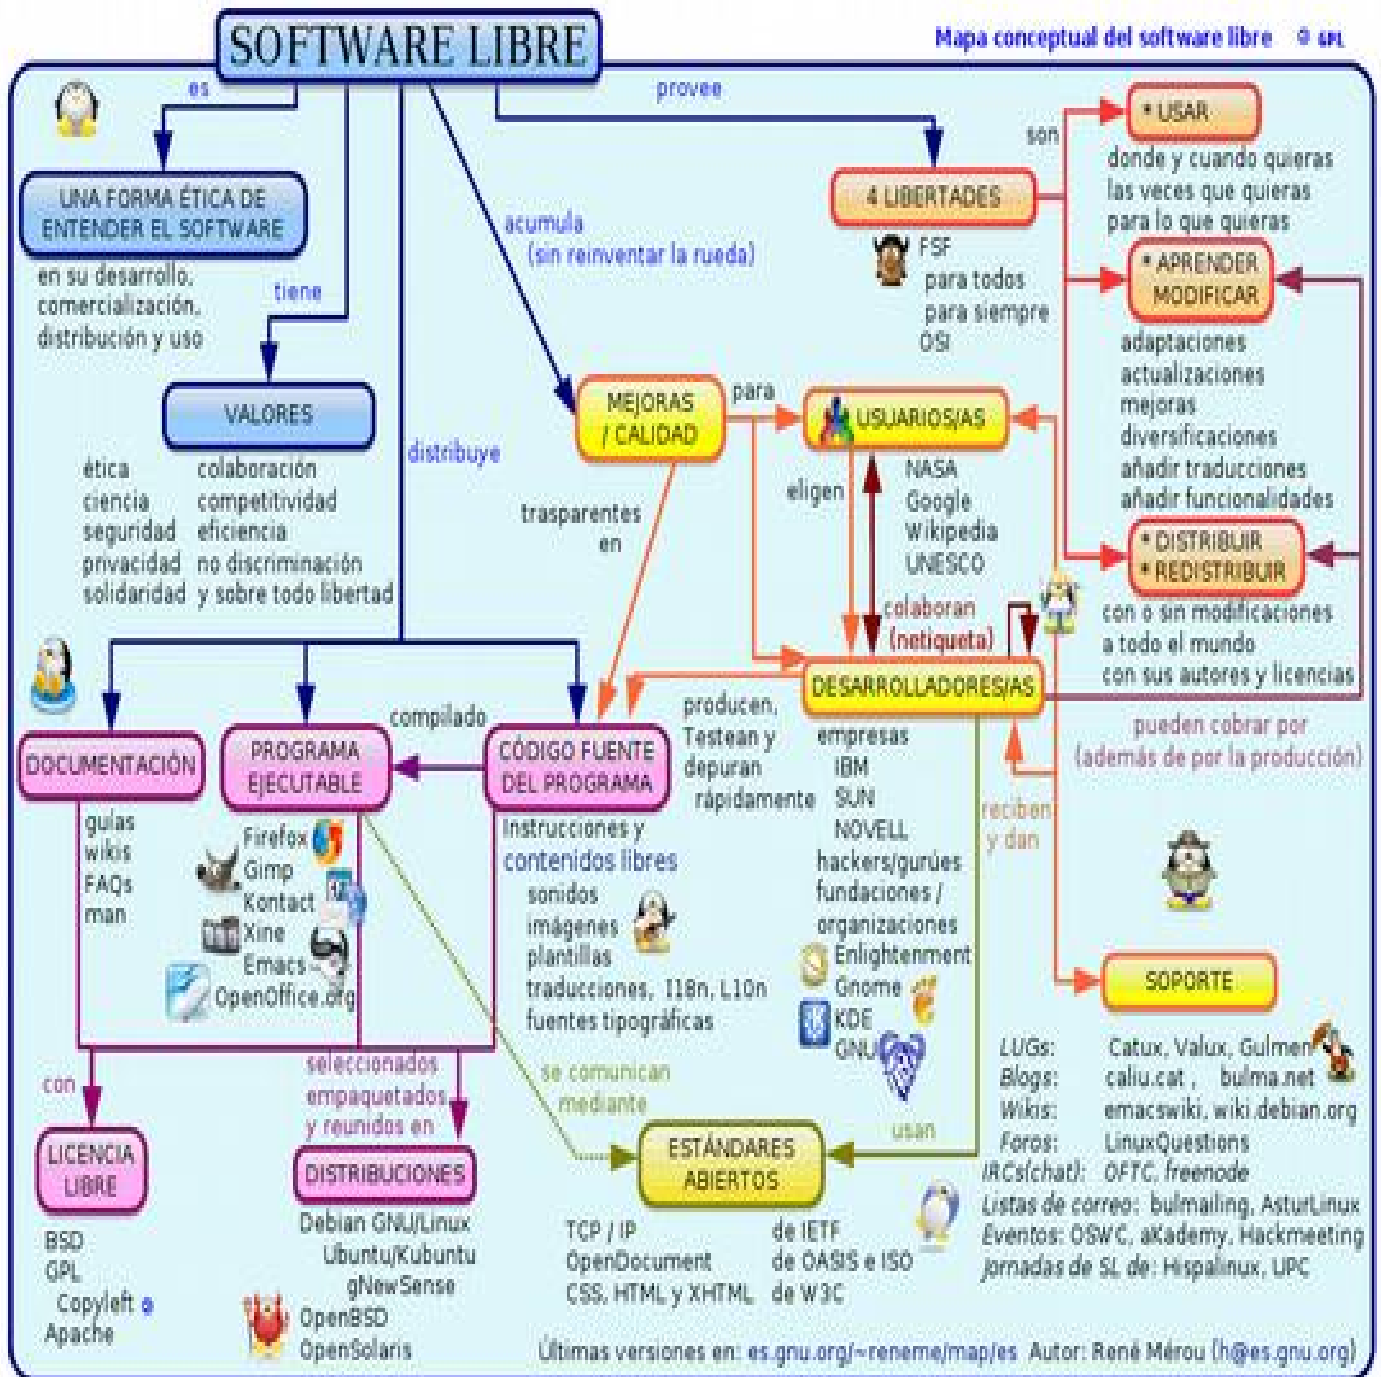 SOFTWARE LIBRE
Mapa conceptual del software libre
GPL
es
provee
UNA FORMA ÉTICA DE
ENTENDER EL SOFTWARE
en su desarrollo,
comercialización,
distribución y uso
tiene
VALORES
ética
ciencia
seguridad
privacidad
solidaridad
colaboración
competitividad
eficiencia
no discriminación
y sobre todo libertad
distribuye
acumula
(sin reinventar la rueda)
4 LIBERTADES
FSF
para todos
para siempre
OSI
son
* USAR
donde y cuando quieras
las veces que quieras
para lo que quieras
* APRENDER
MODIFICAR
adaptaciones
actualizaciones
mejoras
diversificaciones
añadir traducciones
añadir funcionalidades
* DISTRIBUIR
* REDISTRIBUIR
con o sin modificaciones
a todo el mundo
con sus autores y licencias
pueden cobrar por
(además de por la producción)
MEJORAS
/ CALIDAD
para
trasparentes
en
USUARIOS/AS
NASA
Google
Wikipedia
UNESCO
eligen
colaboran
(netiqueta)
DESARROLLADORES/AS
empresas
IBM
SUN
NOVELL
hackers/gurúes
fundaciones /
organizaciones
Enlightenment
Gnome
KDE
GNU
producen,
Testean y
depuran
rápidamente
reciben
y dan
DOCUMENTACIÓN
guías
wikis
FAQs
man
PROGRAMA
EJECUTABLE
Firefox
Gimp
Kontact
Xine
Emacs
OpenOffice.org
compilado
CÓDIGO FUENTE
DEL PROGRAMA
Instrucciones y
contenidos libres
sonidos
imágenes
plantillas
traducciones, I18n, L10n
fuentes tipográficas
con
LICENCIA
LIBRE
BSD
GPL
Copyleft
Apache
seleccionados
empaquetados
y reunidos en
DISTRIBUCIONES
Debian GNU/Linux
Ubuntu/Kubuntu
gNewSense
OpenBSD
OpenSolaris
se comunican
mediante
usan
ESTÁNDARES
ABIERTOS
TCP / IP de IETF
OpenDocument de OASIS e ISO
CSS, HTML y XHTML de W3C
SOPORTE
LUGs: Catux, Valux, Gulmen
Blogs: caliu.cat , bulma.net
Wikis: emacswiki, wiki.debian.org
Foros: LinuxQuestions
IRCs(chat): OFTC, freenode
Listas de correo: bulmailing, AsturLinux
Eventos: OSWC, aKademy, Hackmeeting
Jornadas de SL de: Hispalinux, UPC
Últimas versiones en: es.gnu.org/~reneme/map/es Autor: René Mérou (h@es.gnu.org)